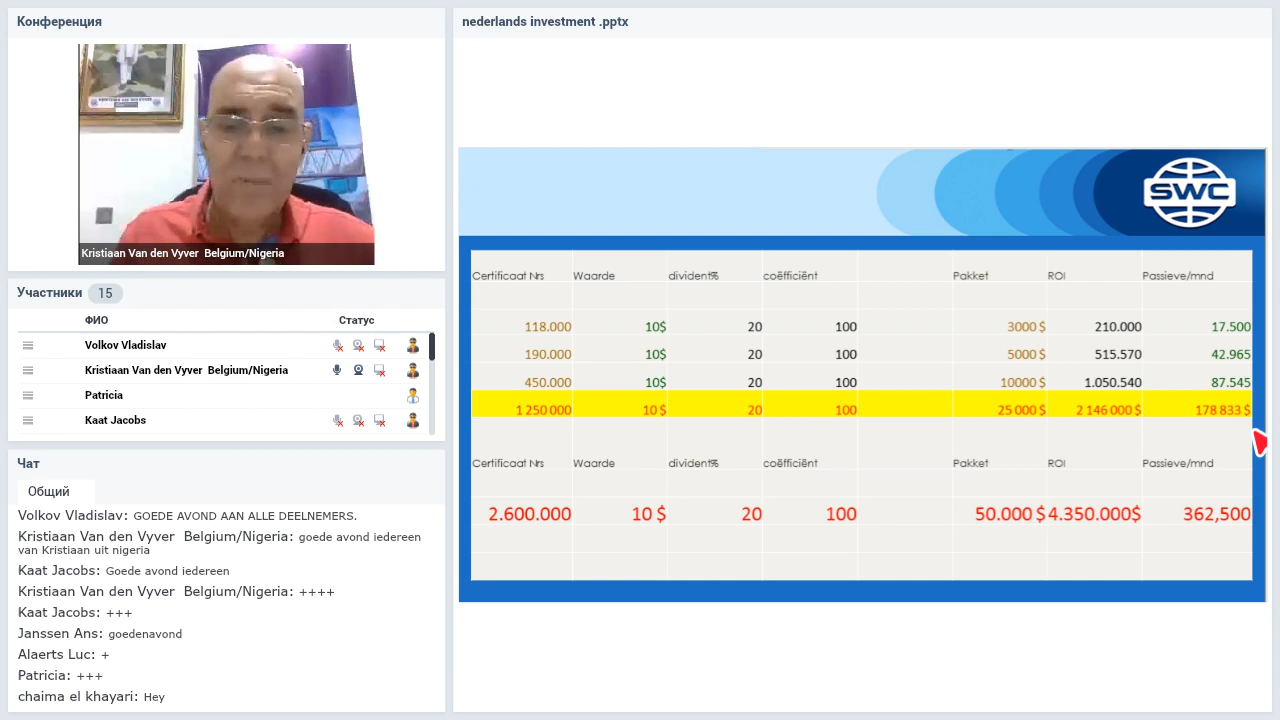 Конференция
Kristiaan Van den Vyver Belgium/Nigeria
Участники 15
ФИО Статус
Volkov Vladislav
Kristiaan Van den Vyver Belgium/Nigeria
Patricia
Kaat Jacobs
Чат
Общий
Volkov Vladislav: GOEDE AVOND AAN ALLE DEELNEMERS.
Kristiaan Van den Vyver Belgium/Nigeria: goede avond iedereen
van Kristiaan uit nigeria
Kaat Jacobs: Goede avond iedereen
Kristiaan Van den Vyver Belgium/Nigeria: ++++
Kaat Jacobs: +++
Janssen Ans: goedenavond
Alaerts Luc: +
Patricia: +++
chaima el khayari: Hey
nederlands investment .pptx
SWC
Certificaat Nrs Waarde divident% coëfficiënt Pakket ROI Passieve/mnd
118.000 10$ 20 100 3000 $ 210.000 17.500
190.000 10$ 20 100 5000 $ 515.570 42.965
450.000 10$ 20 100 10000 $ 1.050.540 87.545
1 250 000 10 $ 20 100 25 000 $ 2 146 000 $ 178 833 $
Certificaat Nrs Waarde divident% coëfficiënt Pakket ROI Passieve/mnd
2.600.000 10 $ 20 100 50.000 $ 4.350.000$ 362,500